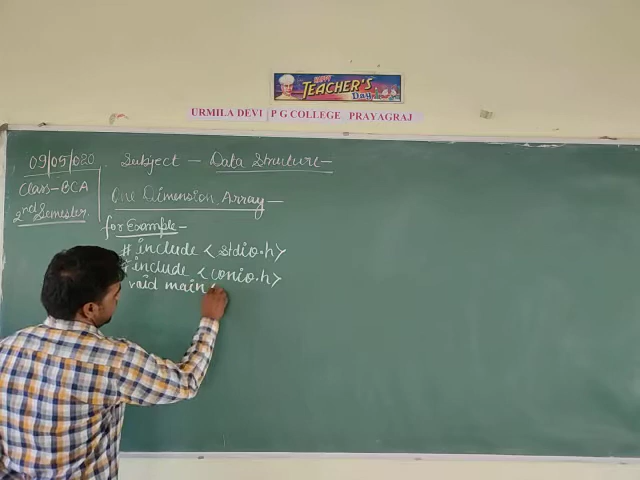 HAPPY
TEACHER'S
Day
URMILA DEVI P G COLLEGE PRAYAGRAJ
09/09/020 Subject - Data Structure -
Class-BCA
2nd Semester.
One Dimension Array -
for Example -
# include <stdio.h>
# include <conio.h>
void main